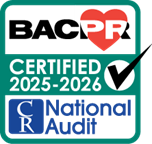 BACPR
CERTIFIED
2025-2026
CR National
Audit